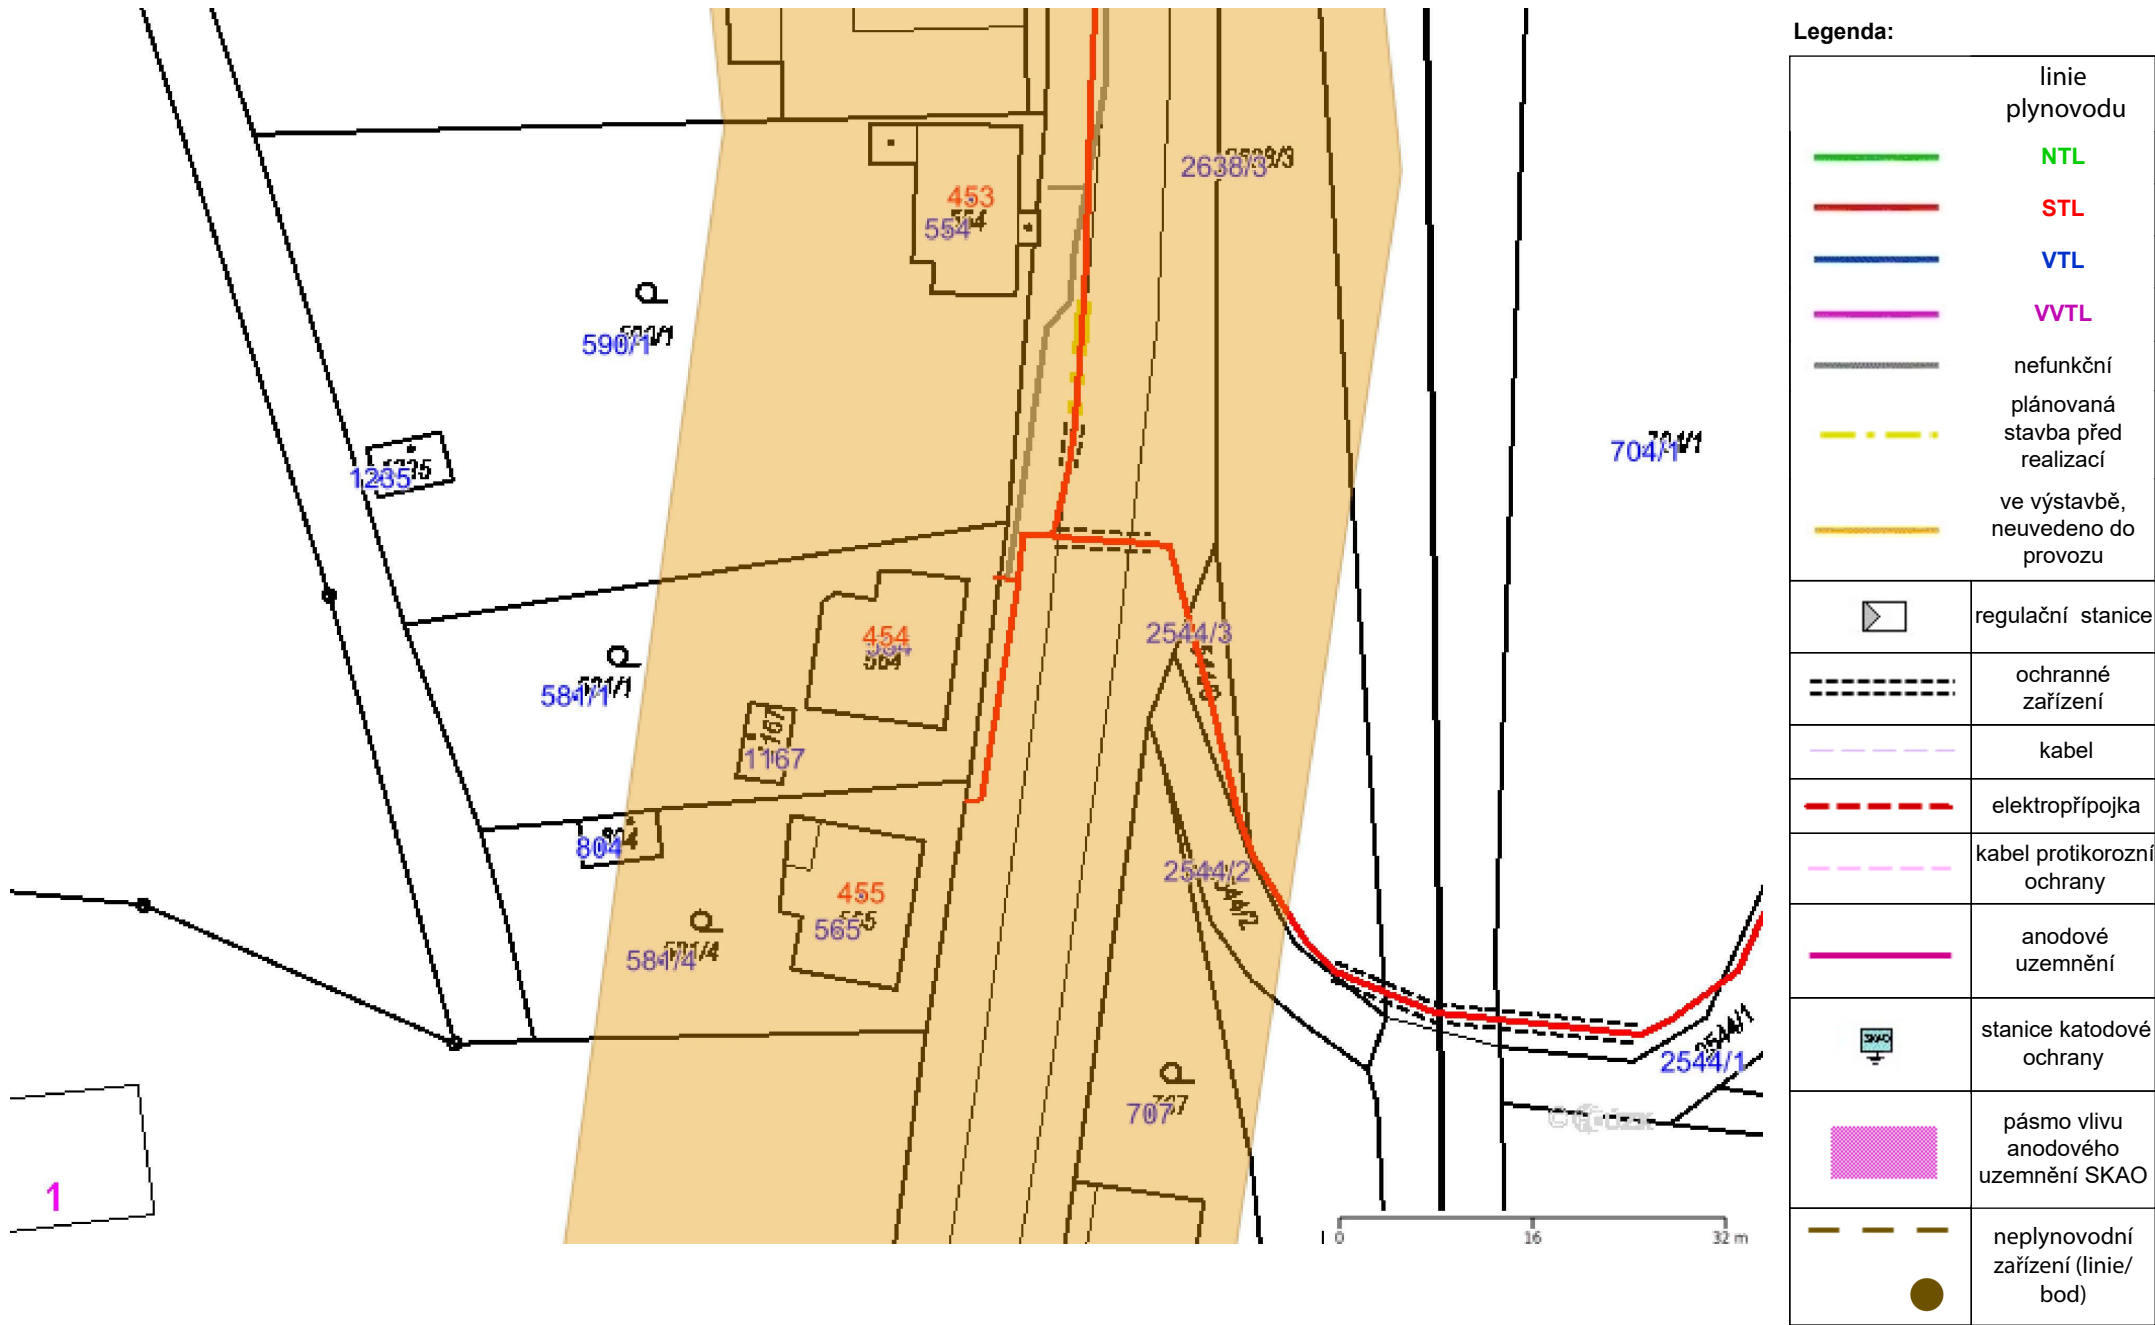 Legenda:
linie
plynovodu
NTL
STL
VTL
VVTL
nefunkční
plánovaná
stavba před
realizací
ve výstavbě,
neuvedeno do
provozu
regulační stanice
ochranné
zařízení
kabel
elektropřípojka
kabel protikorozní
ochrany
anodové
uzemnění
SKAO
stanice katodové
ochrany
pásmo vlivu
anodového
uzemnění SKAO
neplynovodní
zařízení (linie/
bod)
2638/3
453
554
590/1
704/1
1235
2544/3
454
564
581/1
1167
804
2544/2
455
565
581/4
2544/1
707
1
0 16 32 m